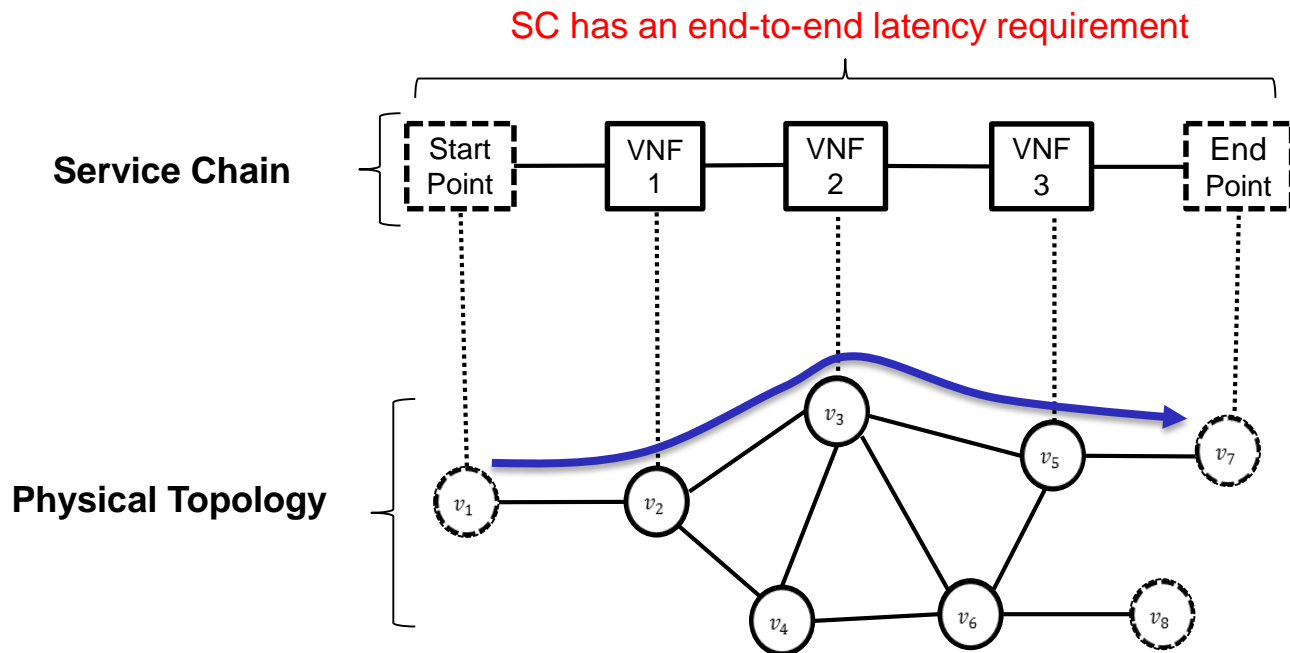 SC has an end-to-end latency requirement
Service Chain
Start
Point
VNF
1
VNF
2
VNF
3
End
Point
Physical Topology
v₁
v₂
v₃
v₄
v₅
v₆
v₇
v₈